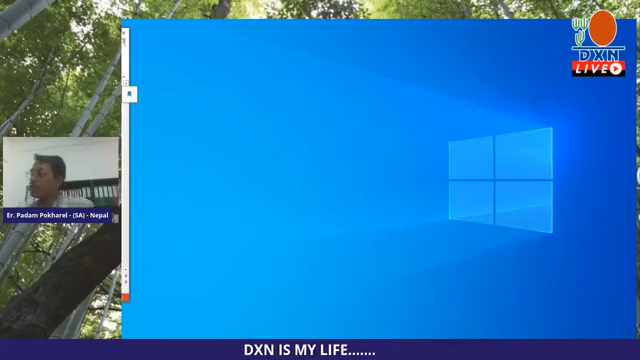 DXN
LIVE
Er. Padam Pokharel - (SA) - Nepal
DXN IS MY LIFE.......